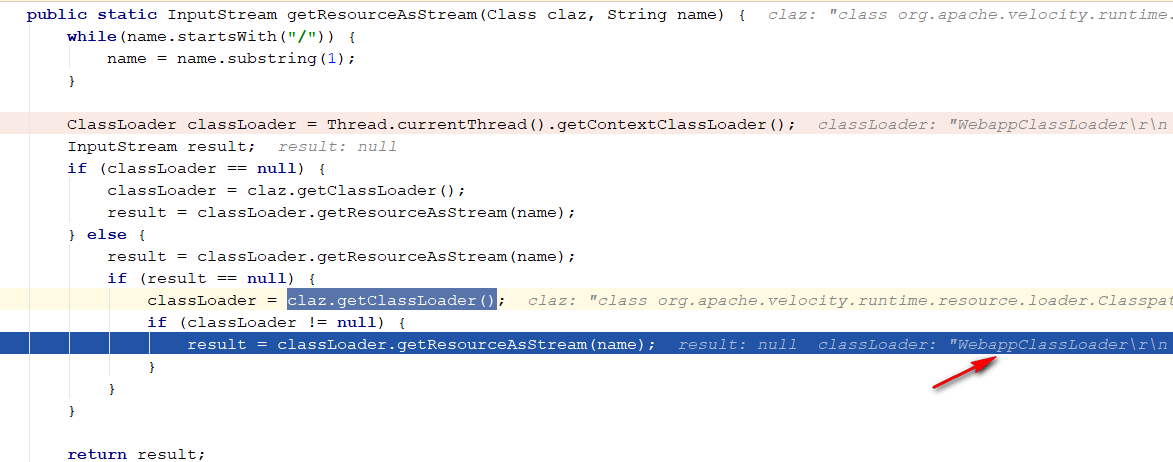 public static InputStream getResourceAsStream(Class claz, String name) {  claz: "class org.apache.velocity.runtime.
while(name.startsWith("/")) {
name = name.substring(1);
}
ClassLoader classLoader = Thread.currentThread().getContextClassLoader();  classLoader: "WebappClassLoader\r\n
InputStream result;  result: null
if (classLoader == null) {
classLoader = claz.getClassLoader();
result = classLoader.getResourceAsStream(name);
} else {
result = classLoader.getResourceAsStream(name);
if (result == null) {
classLoader = claz.getClassLoader();  claz: "class org.apache.velocity.runtime.resource.loader.Classpat
if (classLoader != null) {
result = classLoader.getResourceAsStream(name);  result: null  classLoader: "WebappClassLoader\r\n
}
}
}
return result;